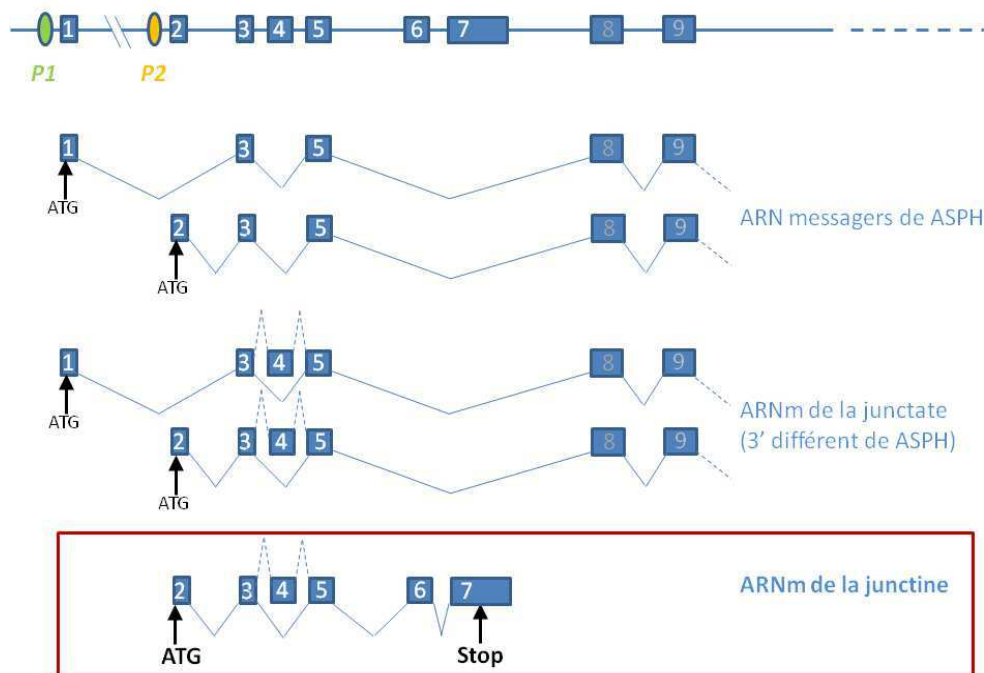 1 2 3 4 5 6 7 8 9
P1 P2
1 3 5 8 9
ATG
ARN messagers de ASPH
2 3 5 8 9
ATG
1 3 4 5 8 9
ATG
ARNm de la junctate
(3’ différent de ASPH)
2 3 4 5 8 9
ATG
ARNm de la junctine
2 3 4 5 6 7
ATG Stop